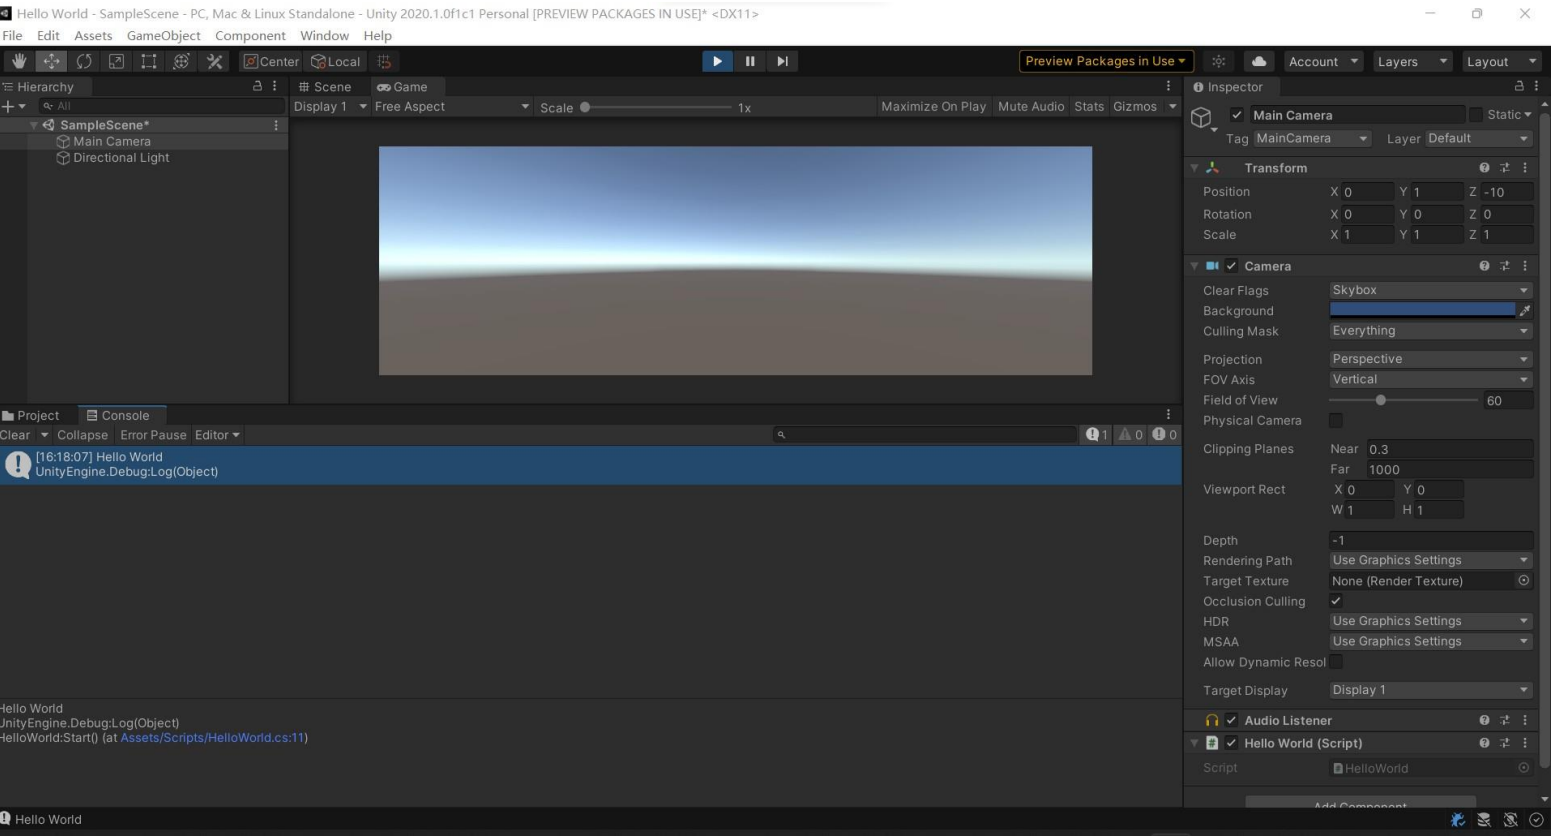 Hello World - SampleScene - PC, Mac & Linux Standalone - Unity 2020.1.0f1c1 Personal [PREVIEW PACKAGES IN USE]* <DX11>
File Edit Assets GameObject Component Window Help
Center Local Preview Packages in Use Account Layers Layout
Hierarchy
All
SampleScene*
Main Camera
Directional Light
Scene Game
Display 1 Free Aspect Scale 1x Maximize On Play Mute Audio Stats Gizmos
Project Console
Clear Collapse Error Pause Editor 1 0 0
[16:18:07] Hello World
UnityEngine.Debug:Log(Object)
Hello World
UnityEngine.Debug:Log(Object)
HelloWorld:Start() (at Assets/Scripts/HelloWorld.cs:11)
Hello World
Inspector
Main Camera Static
Tag MainCamera Layer Default
Transform
Position X 0 Y 1 Z -10
Rotation X 0 Y 0 Z 0
Scale X 1 Y 1 Z 1
Camera
Clear Flags Skybox
Background
Culling Mask Everything
Projection Perspective
FOV Axis Vertical
Field of View 60
Physical Camera
Clipping Planes Near 0.3
Far 1000
Viewport Rect X 0 Y 0
W 1 H 1
Depth -1
Rendering Path Use Graphics Settings
Target Texture None (Render Texture)
Occlusion Culling
HDR Use Graphics Settings
MSAA Use Graphics Settings
Allow Dynamic Resol
Target Display Display 1
Audio Listener
# Hello World (Script)
Script HelloWorld
Add Component